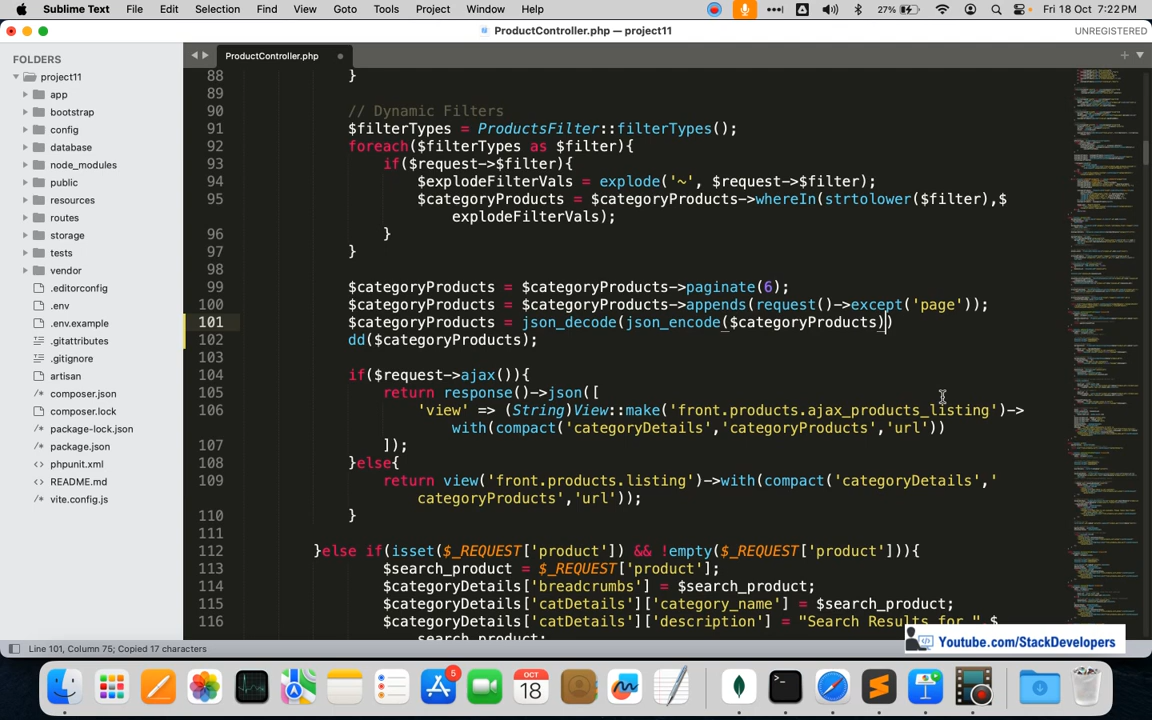 Sublime Text File Edit Selection Find View Goto Tools Project Window Help 27% Fri 18 Oct 7:22PM
ProductController.php — project11 UNREGISTERED
FOLDERS
project11
app
bootstrap
config
database
node_modules
public
resources
routes
storage
tests
vendor
.editorconfig
.env
.env.example
.gitattributes
.gitignore
artisan
composer.json
composer.lock
package-lock.json
package.json
phpunit.xml
README.md
vite.config.js
ProductController.php
88 }
89
90 // Dynamic Filters
91 $filterTypes = ProductsFilter::filterTypes();
92 foreach($filterTypes as $filter){
93 if($request->$filter){
94 $explodeFilterVals = explode('~', $request->$filter);
95 $categoryProducts = $categoryProducts->whereIn(strtolower($filter),$
explodeFilterVals);
96 }
97 }
98
99 $categoryProducts = $categoryProducts->paginate(6);
100 $categoryProducts = $categoryProducts->appends(request()->except('page'));
101 $categoryProducts = json_decode(json_encode($categoryProducts))
102 dd($categoryProducts);
103
104 if($request->ajax()){
105 return response()->json([
106 'view' => (String)View::make('front.products.ajax_products_listing')->
with(compact('categoryDetails','categoryProducts','url'))
107 ]);
108 }else{
109 return view('front.products.listing')->with(compact('categoryDetails','
categoryProducts','url'));
110 }
111
112 }else if(isset($_REQUEST['product']) && !empty($_REQUEST['product'])){
113 $search_product = $_REQUEST['product'];
114 $categoryDetails['breadcrumbs'] = $search_product;
115 $categoryDetails['catDetails']['category_name'] = $search_product;
116 $categoryDetails['catDetails']['description'] = "Search Results for ".$
search_product;
Youtube.com/StackDevelopers
Line 101, Column 75; Copied 17 characters
5
OCT
18